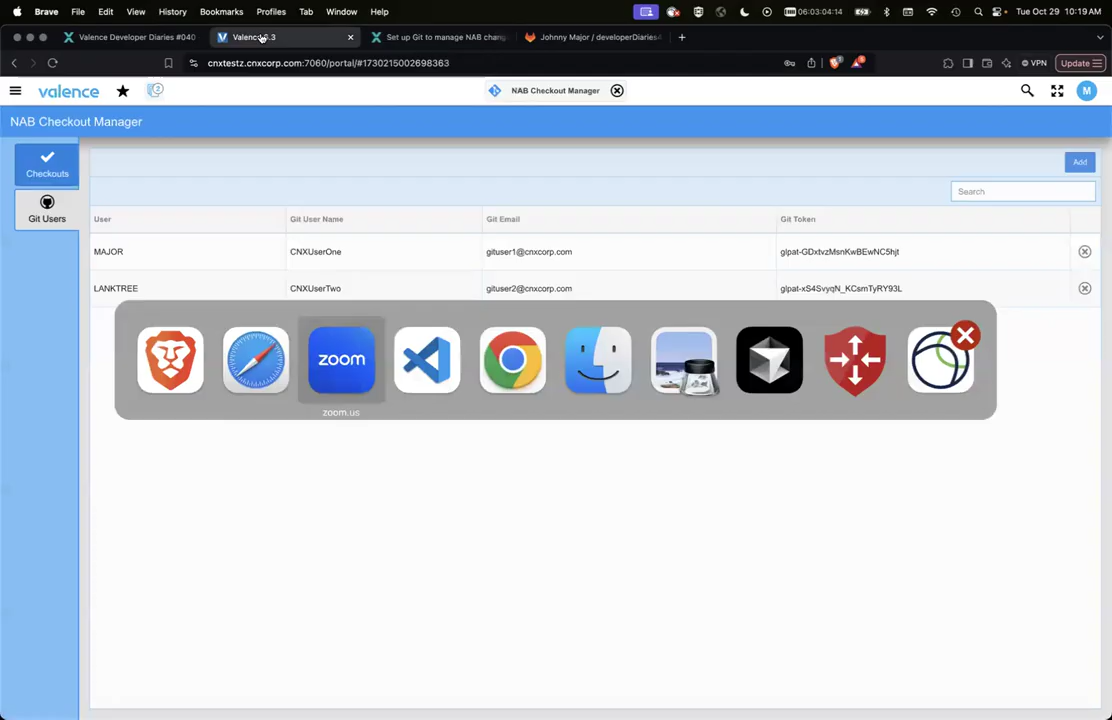 Brave File Edit View History Bookmarks Profiles Tab Window Help 06:03:04:14 Tue Oct 29 10:19 AM
Valence Developer Diaries #040 Valence 6.3 Set up Git to manage NAB chang Johnny Major / developerDiaries4
cnxtestz.cnxcorp.com:7060/portal/#1730215002698363 VPN Update
valence NAB Checkout Manager M
NAB Checkout Manager
Checkouts
Git Users
Add
Search
User Git User Name Git Email Git Token
MAJOR CNXUserOne gituser1@cnxcorp.com glpat-GDxtvzMsnKwBEwNC5hjt
LANKTREE CNXUserTwo gituser2@cnxcorp.com glpat-xS4SvyqN_KCsmTyRY93L
zoom
zoom.us